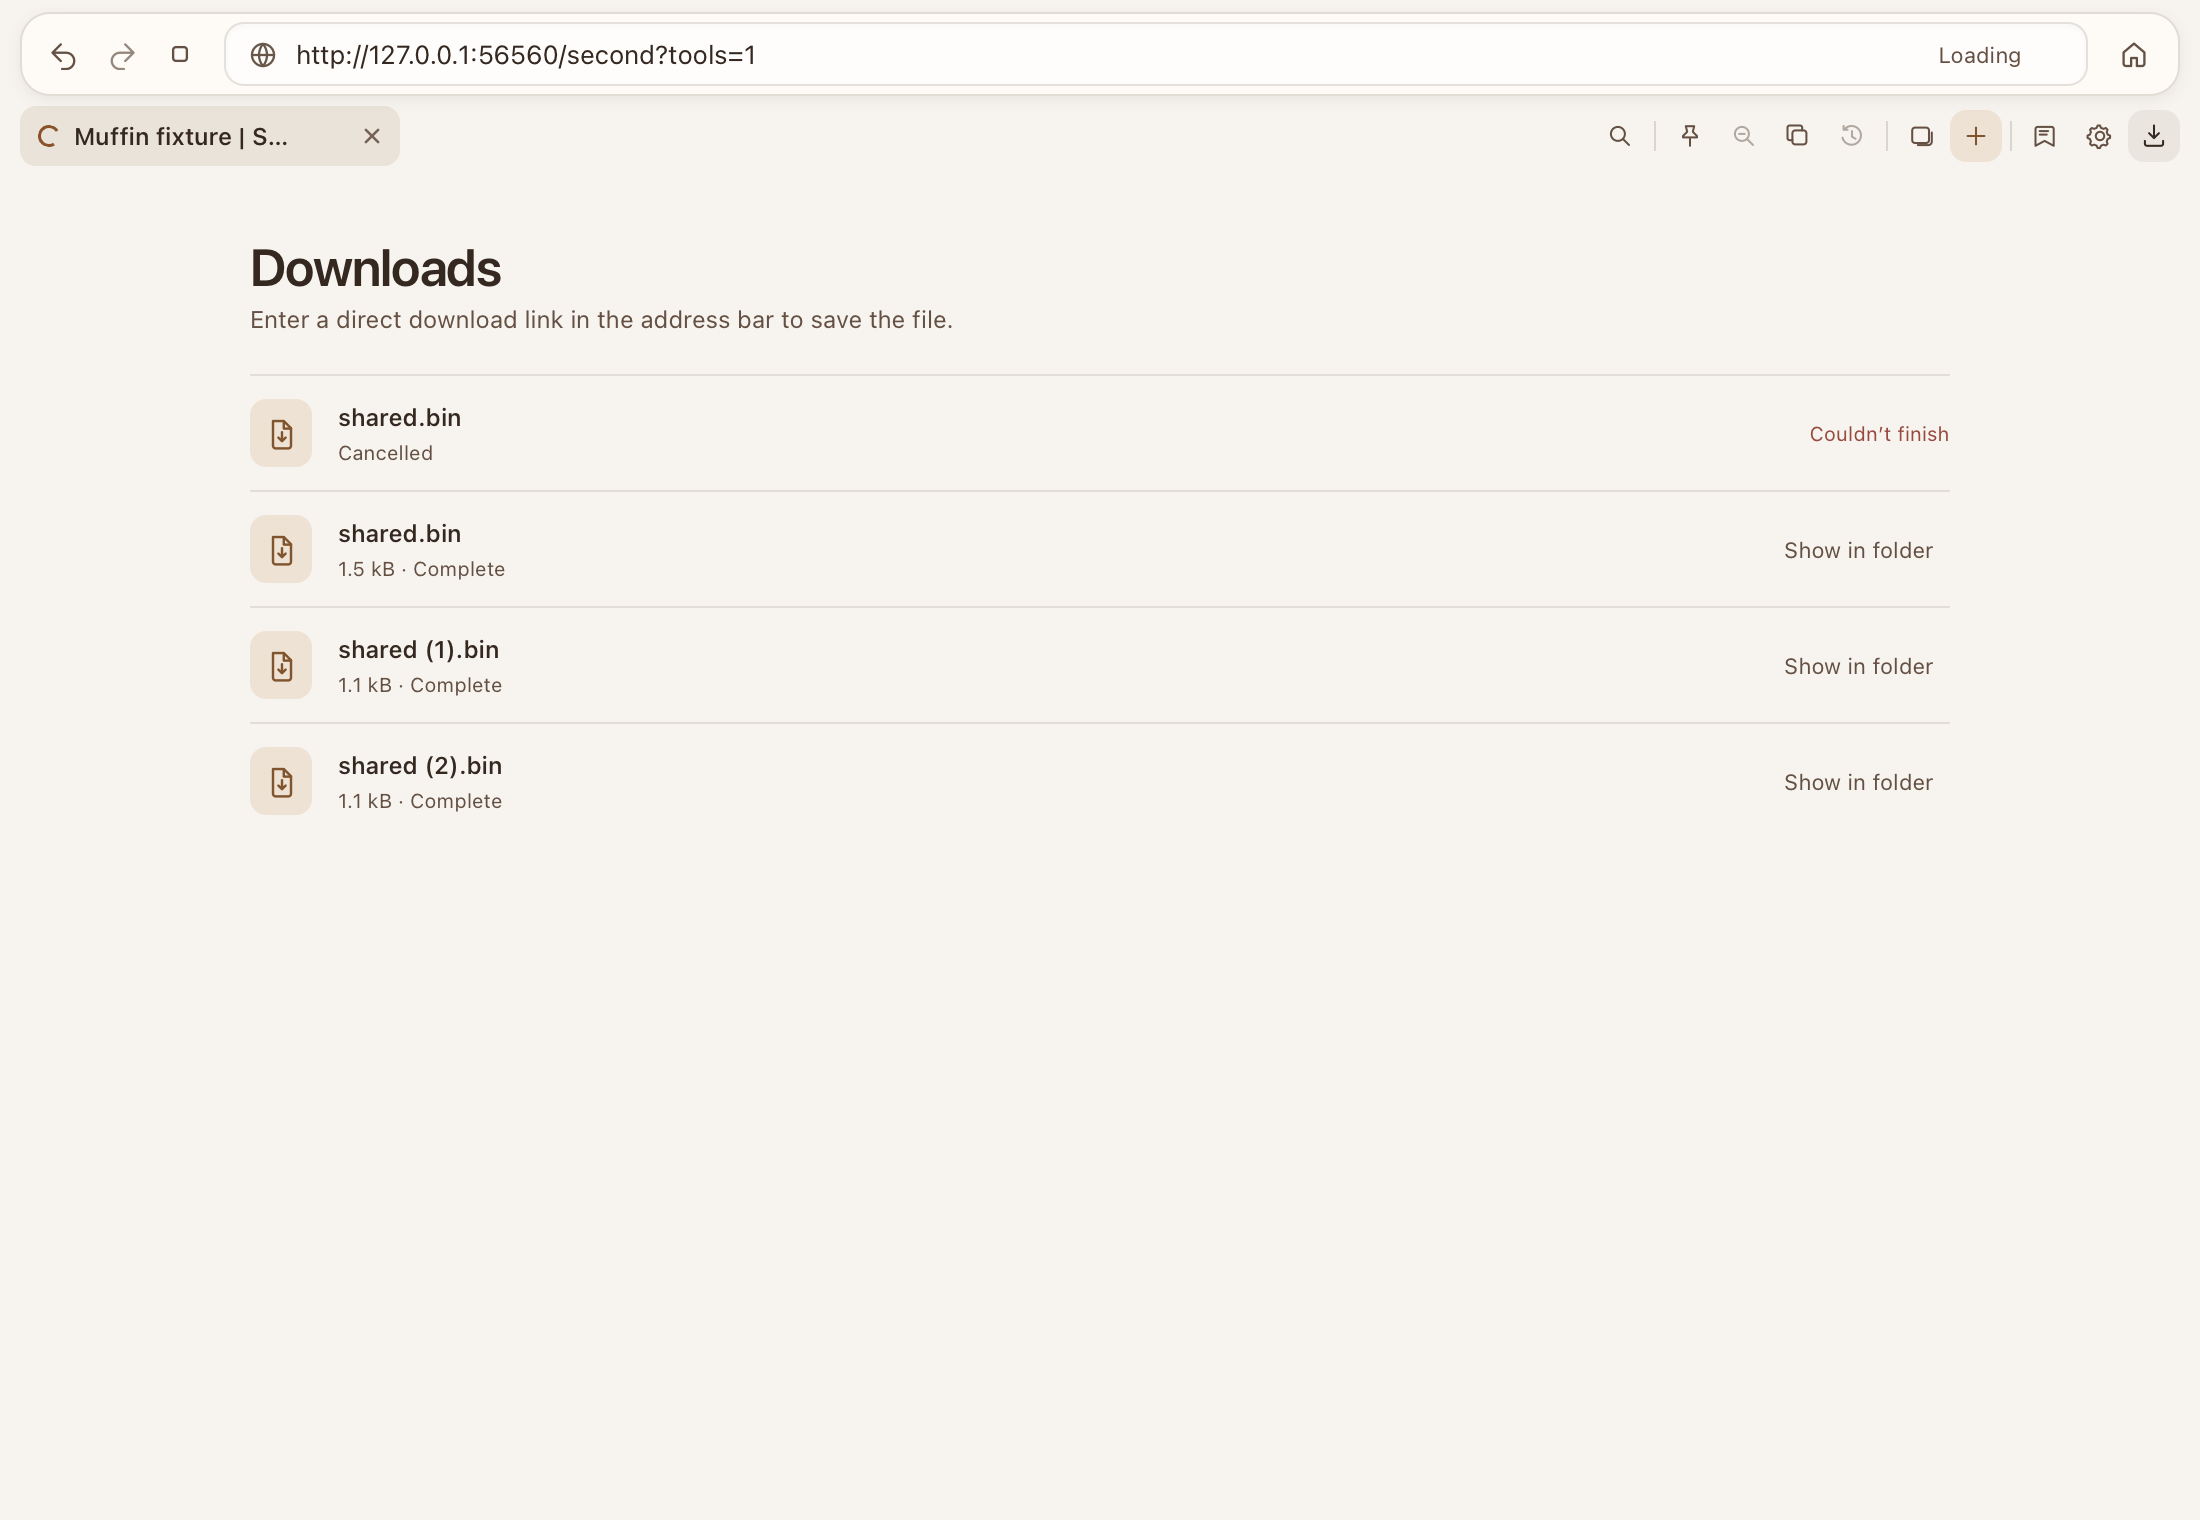 http://127.0.0.1:56560/second?tools=1
Loading
Muffin fixture | S...
Downloads
Enter a direct download link in the address bar to save the file.
shared.bin
Cancelled
Couldn’t finish
shared.bin
1.5 kB · Complete
Show in folder
shared (1).bin
1.1 kB · Complete
Show in folder
shared (2).bin
1.1 kB · Complete
Show in folder